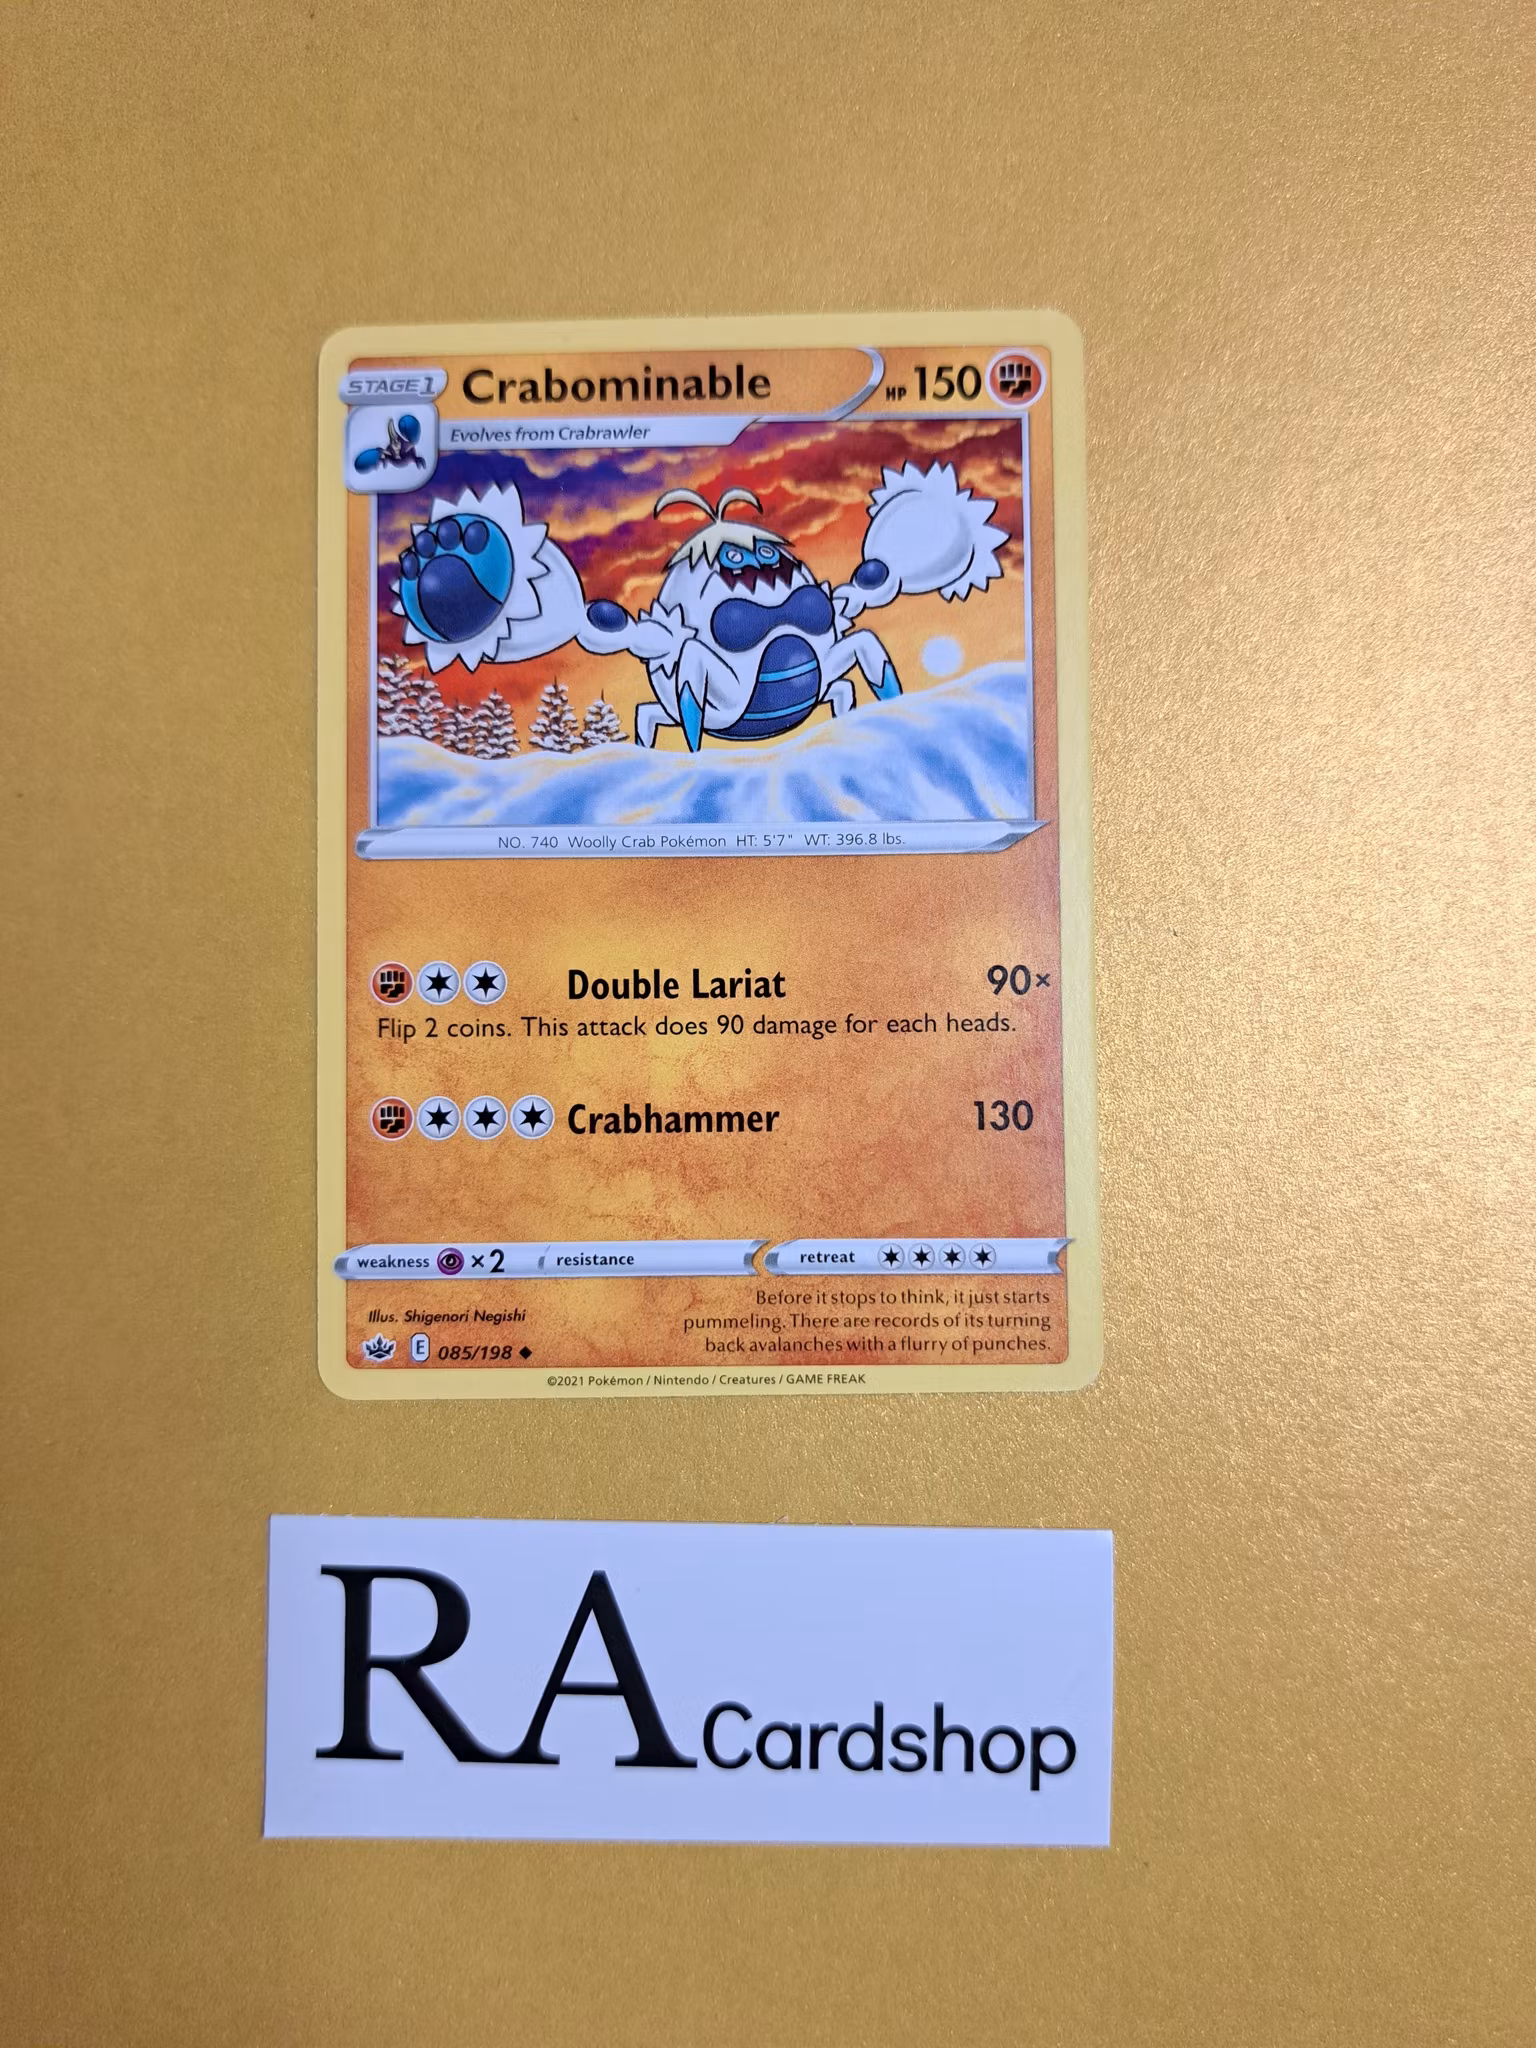 STAGE 1
Crabominable
HP 150
Evolves from Crabrawler
NO. 740 Woolly Crab Pokémon HT: 5'7" WT: 396.8 lbs.
Double Lariat 90×
Flip 2 coins. This attack does 90 damage for each heads.
Crabhammer 130
weakness ×2 resistance retreat
Illus. Shigenori Negishi
Before it stops to think, it just starts
pummeling. There are records of its turning
back avalanches with a flurry of punches.
E 085/198
©2021 Pokémon / Nintendo / Creatures / GAME FREAK
RA Cardshop